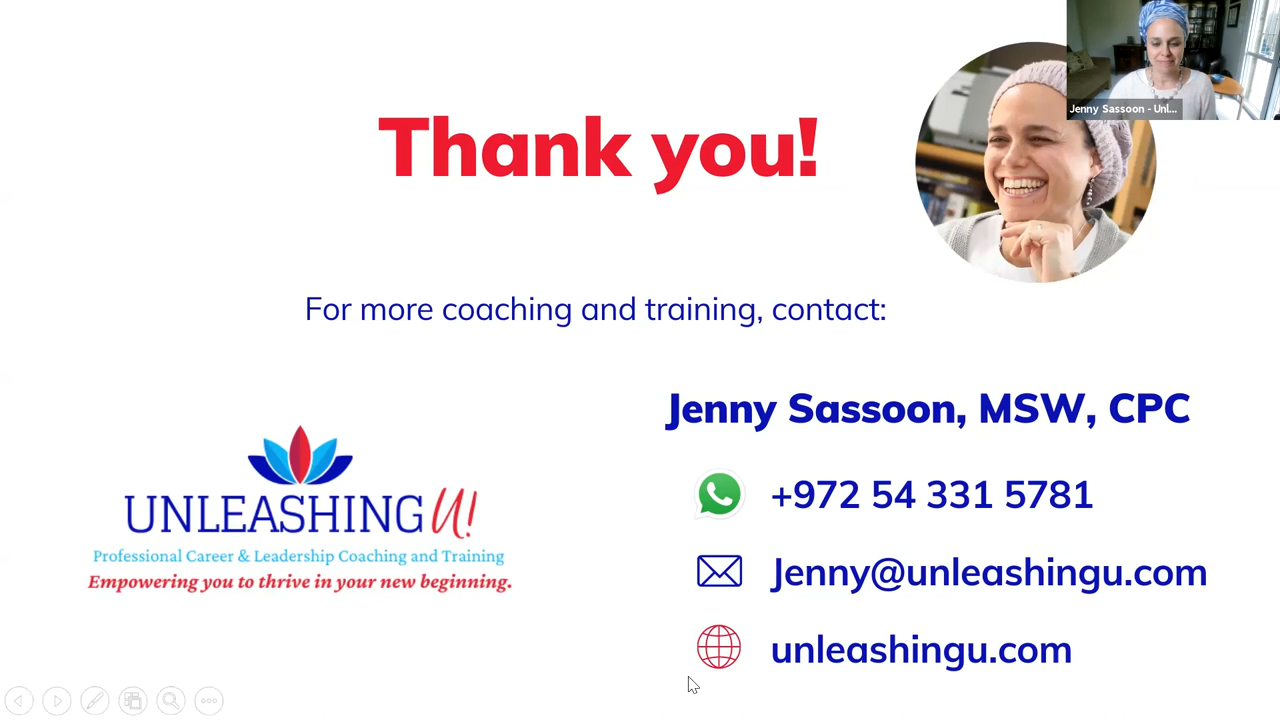 Jenny Sassoon - Unl...
Thank you!
For more coaching and training, contact:
Jenny Sassoon, MSW, CPC
+972 54 331 5781
Jenny@unleashingu.com
unleashingu.com
UNLEASHING U!
Professional Career & Leadership Coaching and Training
Empowering you to thrive in your new beginning.